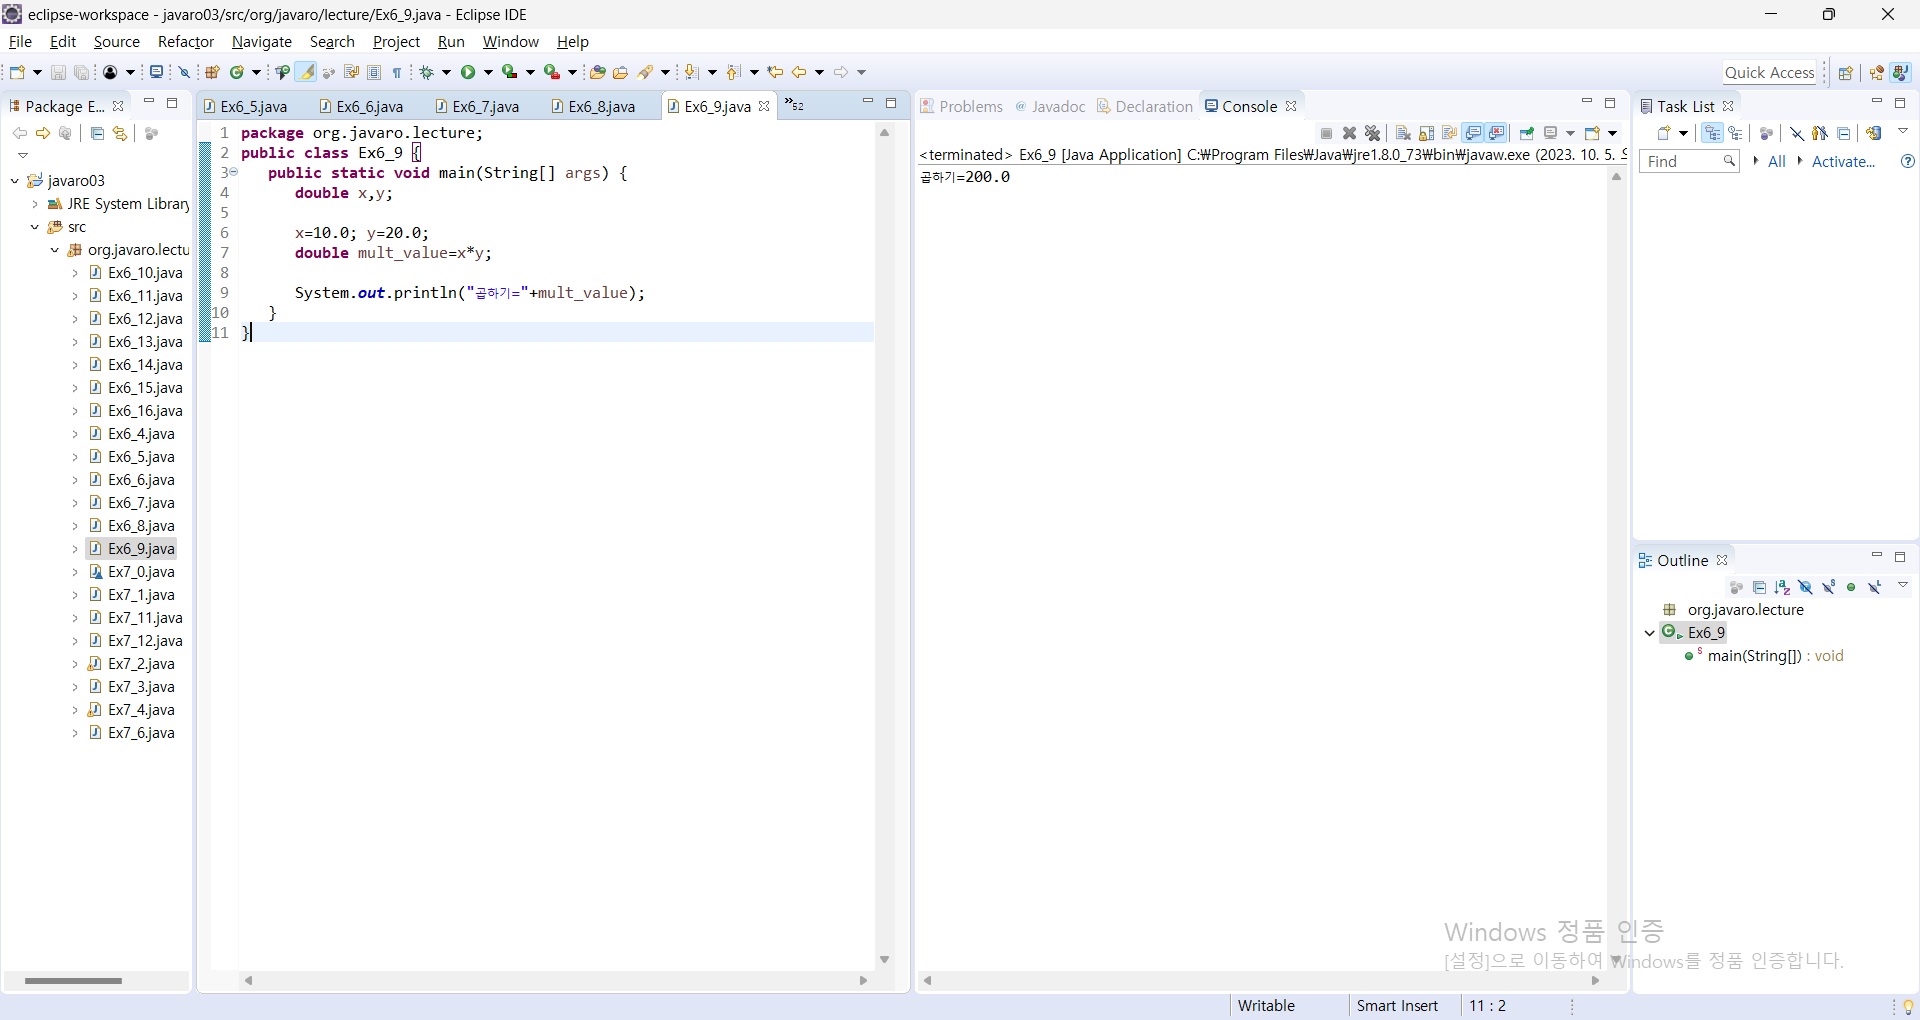 eclipse-workspace - javaro03/src/org/javaro/lecture/Ex6_9.java - Eclipse IDE
File Edit Source Refactor Navigate Search Project Run Window Help
Quick Access
Package E...
Ex6_5.java Ex6_6.java Ex6_7.java Ex6_8.java Ex6_9.java »52
Problems @ Javadoc Declaration Console
Task List
javaro03
JRE System Library
src
org.javaro.lectu
Ex6_10.java
Ex6_11.java
Ex6_12.java
Ex6_13.java
Ex6_14.java
Ex6_15.java
Ex6_16.java
Ex6_4.java
Ex6_5.java
Ex6_6.java
Ex6_7.java
Ex6_8.java
Ex6_9.java
Ex7_0.java
Ex7_1.java
Ex7_11.java
Ex7_12.java
Ex7_2.java
Ex7_3.java
Ex7_4.java
Ex7_6.java
1 package org.javaro.lecture;
2 public class Ex6_9 {
3 public static void main(String[] args) {
4 double x,y;
5
6 x=10.0; y=20.0;
7 double mult_value=x*y;
8
9 System.out.println("곱하기="+mult_value);
10 }
11 }
<terminated> Ex6_9 [Java Application] C:₩Program Files₩Java₩jre1.8.0_73₩bin₩javaw.exe (2023. 10. 5.
곱하기=200.0
Find All Activate...
Outline
org.javaro.lecture
Ex6_9
main(String[]) : void
Windows 정품 인증
[설정]으로 이동하여 Windows를 정품 인증합니다.
Writable Smart Insert 11 : 2